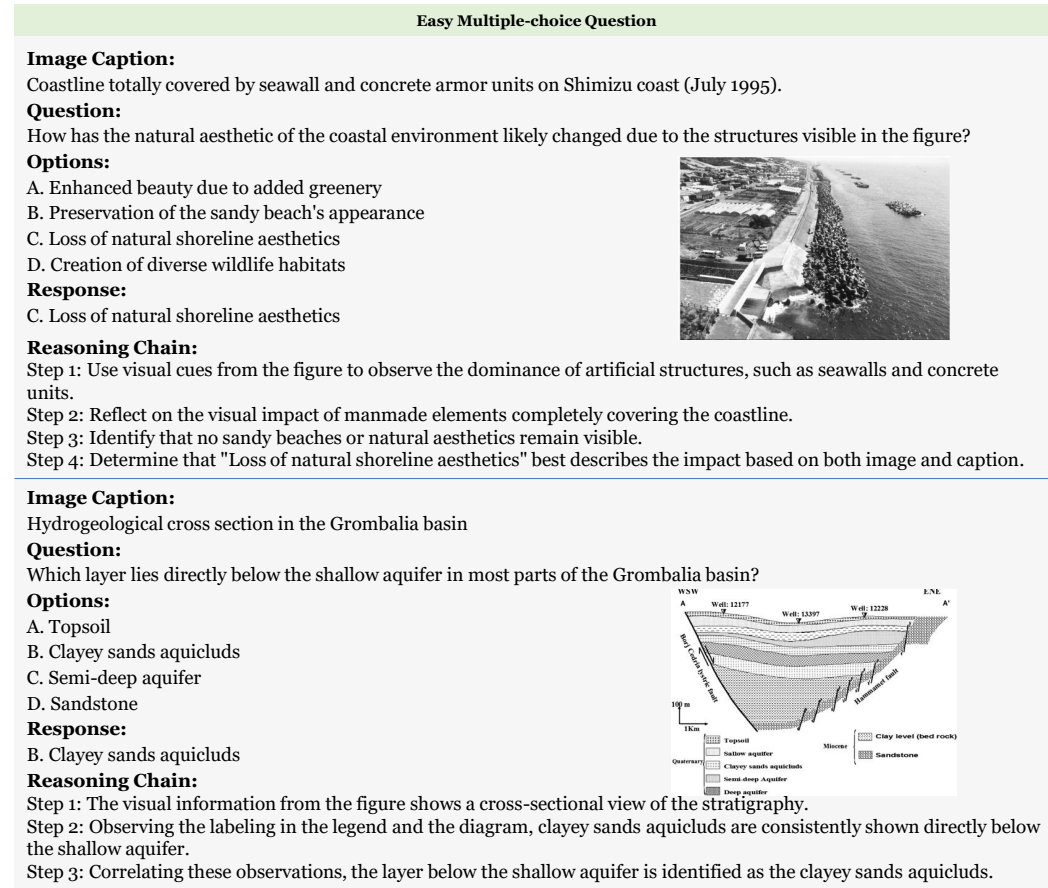 Easy Multiple-choice Question
Image Caption:
Coastline totally covered by seawall and concrete armor units on Shimizu coast (July 1995).
Question:
How has the natural aesthetic of the coastal environment likely changed due to the structures visible in the figure?
Options:
A. Enhanced beauty due to added greenery
B. Preservation of the sandy beach's appearance
C. Loss of natural shoreline aesthetics
D. Creation of diverse wildlife habitats
Response:
C. Loss of natural shoreline aesthetics
Reasoning Chain:
Step 1: Use visual cues from the figure to observe the dominance of artificial structures, such as seawalls and concrete
units.
Step 2: Reflect on the visual impact of manmade elements completely covering the coastline.
Step 3: Identify that no sandy beaches or natural aesthetics remain visible.
Step 4: Determine that "Loss of natural shoreline aesthetics" best describes the impact based on both image and caption.
Image Caption:
Hydrogeological cross section in the Grombalia basin
Question:
Which layer lies directly below the shallow aquifer in most parts of the Grombalia basin?
Options:
A. Topsoil
B. Clayey sands aquicluds
C. Semi-deep aquifer
D. Sandstone
Response:
B. Clayey sands aquicluds
WSW
ENE
A
A'
Well: 12177
Well: 13397
Well: 12228
Borj Cedria lystric fault
Hammamet fault
100 m
1Km
Quaternary
Topsoil
Sallow aquifer
Clayey sands aquicluds
Semi-deep Aquifer
Deep aquifer
Miocene
Clay level (bed rock)
Sandstone
Reasoning Chain:
Step 1: The visual information from the figure shows a cross-sectional view of the stratigraphy.
Step 2: Observing the labeling in the legend and the diagram, clayey sands aquicluds are consistently shown directly below
the shallow aquifer.
Step 3: Correlating these observations, the layer below the shallow aquifer is identified as the clayey sands aquicluds.